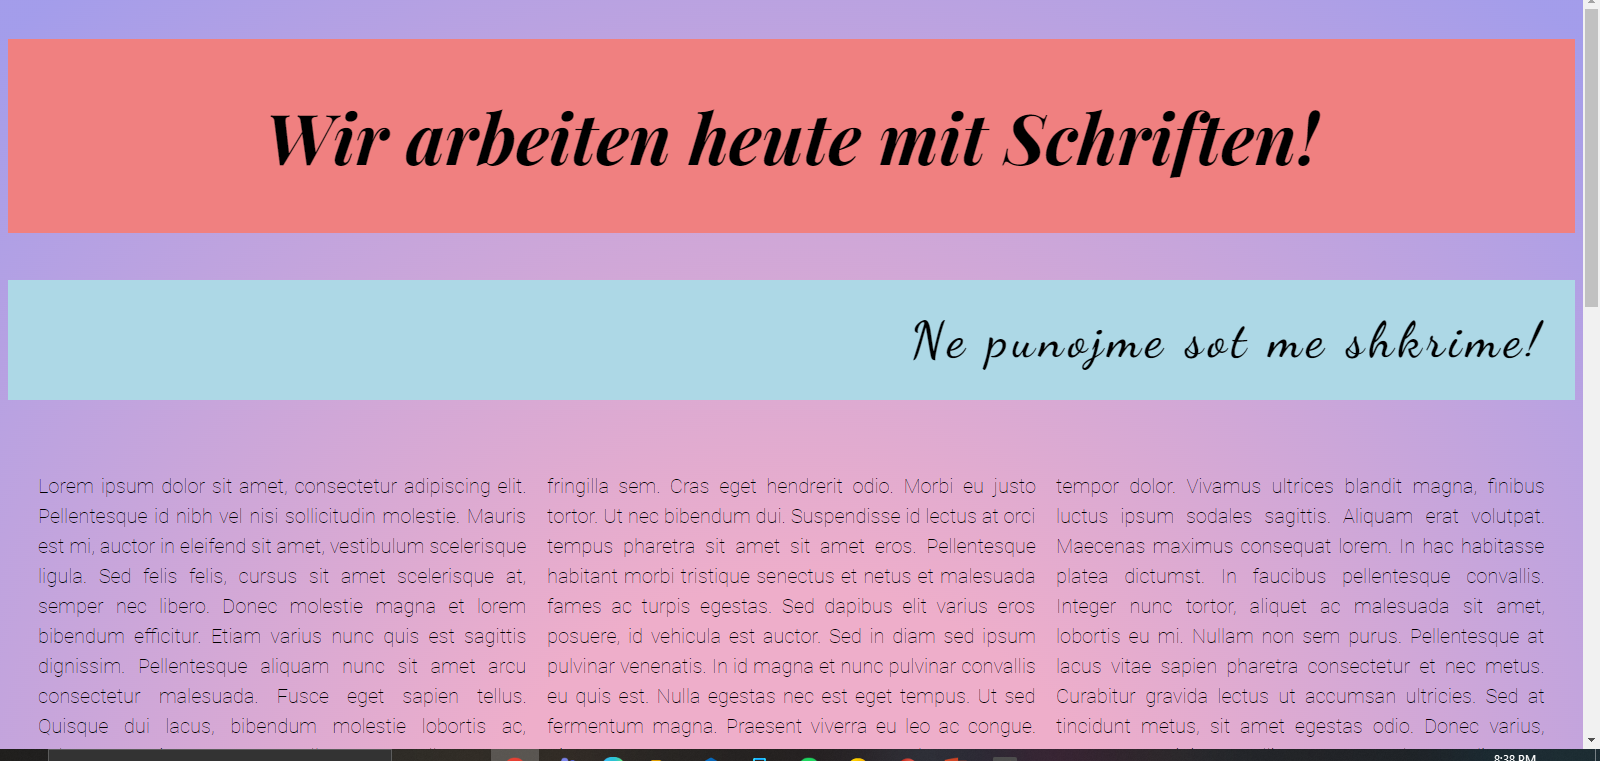 Wir arbeiten heute mit Schriften!
Ne punojme sot me shkrime!
Lorem ipsum dolor sit amet, consectetur adipiscing elit.
Pellentesque id nibh vel nisi sollicitudin molestie. Mauris
est mi, auctor in eleifend sit amet, vestibulum scelerisque
ligula. Sed felis felis, cursus sit amet scelerisque at,
semper nec libero. Donec molestie magna et lorem
bibendum efficitur. Etiam varius nunc quis est sagittis
dignissim. Pellentesque aliquam nunc sit amet arcu
consectetur malesuada. Fusce eget sapien tellus.
Quisque dui lacus, bibendum molestie lobortis ac,
fringilla sem. Cras eget hendrerit odio. Morbi eu justo
tortor. Ut nec bibendum dui. Suspendisse id lectus at orci
tempus pharetra sit amet sit amet eros. Pellentesque
habitant morbi tristique senectus et netus et malesuada
fames ac turpis egestas. Sed dapibus elit varius eros
posuere, id vehicula est auctor. Sed in diam sed ipsum
pulvinar venenatis. In id magna et nunc pulvinar convallis
eu quis est. Nulla egestas nec est eget tempus. Ut sed
fermentum magna. Praesent viverra eu leo ac congue.
tempor dolor. Vivamus ultrices blandit magna, finibus
luctus ipsum sodales sagittis. Aliquam erat volutpat.
Maecenas maximus consequat lorem. In hac habitasse
platea dictumst. In faucibus pellentesque convallis.
Integer nunc tortor, aliquet ac malesuada sit amet,
lobortis eu mi. Nullam non sem purus. Pellentesque at
lacus vitae sapien pharetra consectetur et nec metus.
Curabitur gravida lectus ut accumsan ultricies. Sed at
tincidunt metus, sit amet egestas odio. Donec varius,
8:38 PM